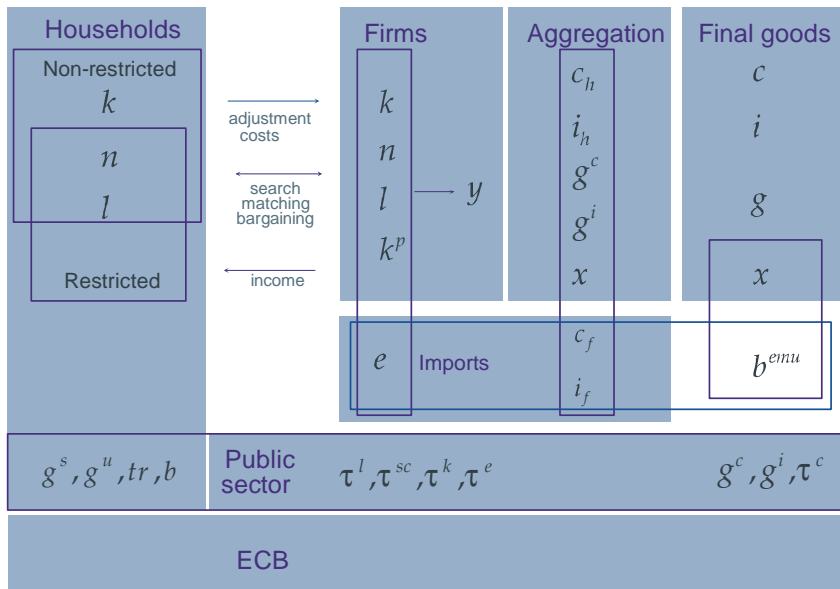 Households
Non-restricted
k
n
l
Restricted
adjustment
costs
search
matching
bargaining
income
Firms
k
n
l
k^p
y
e
Imports
Aggregation
c_h
i_h
g^c
g^i
x
c_f
i_f
Final goods
c
i
g
x
b^{emu}
g^s, g^u, tr, b
Public
sector
τ^l, τ^{sc}, τ^k, τ^e
g^c, g^i, τ^c
ECB